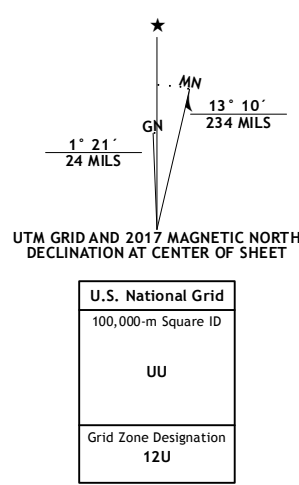 ★
MN
GN
13° 10´
234 MILS
1° 21´
24 MILS
UTM GRID AND 2017 MAGNETIC NORTH
DECLINATION AT CENTER OF SHEET
U.S. National Grid
100,000-m Square ID
UU
Grid Zone Designation
12U